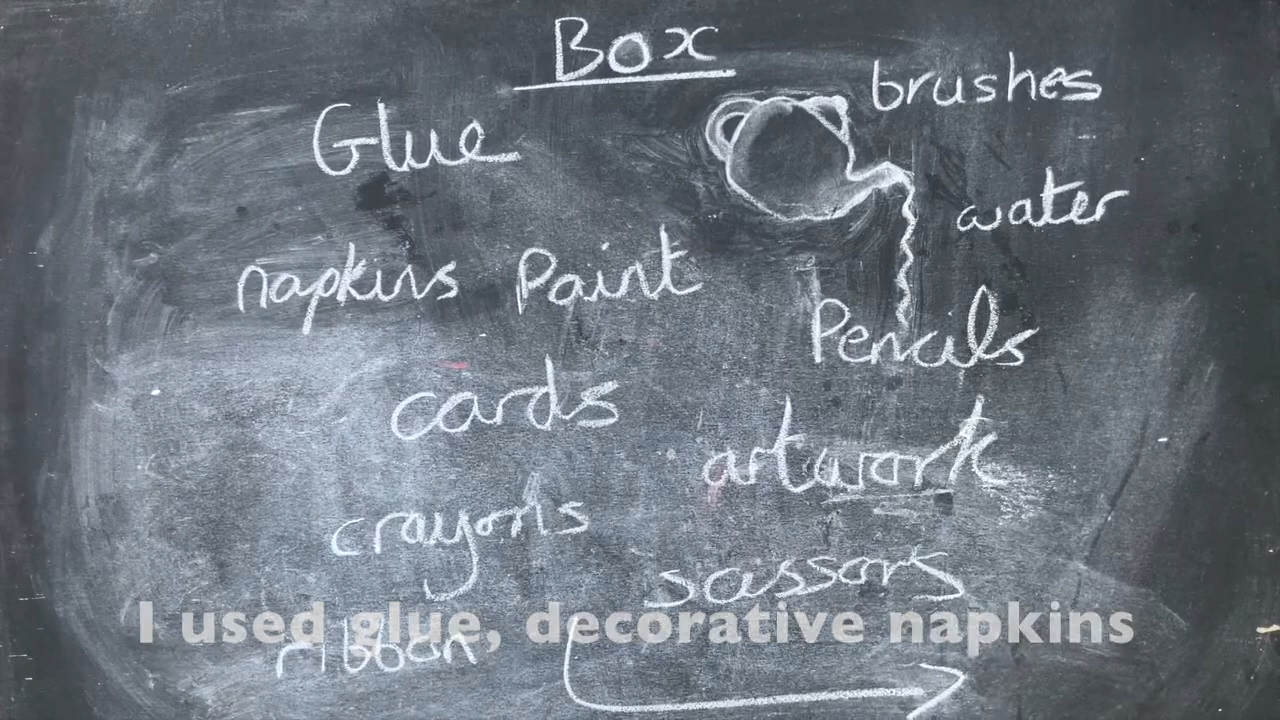 Box
brushes
Glue
water
napkins Paint
Pencils
cards
artwork
crayons
scissors
I used glue, decorative napkins
ribbon